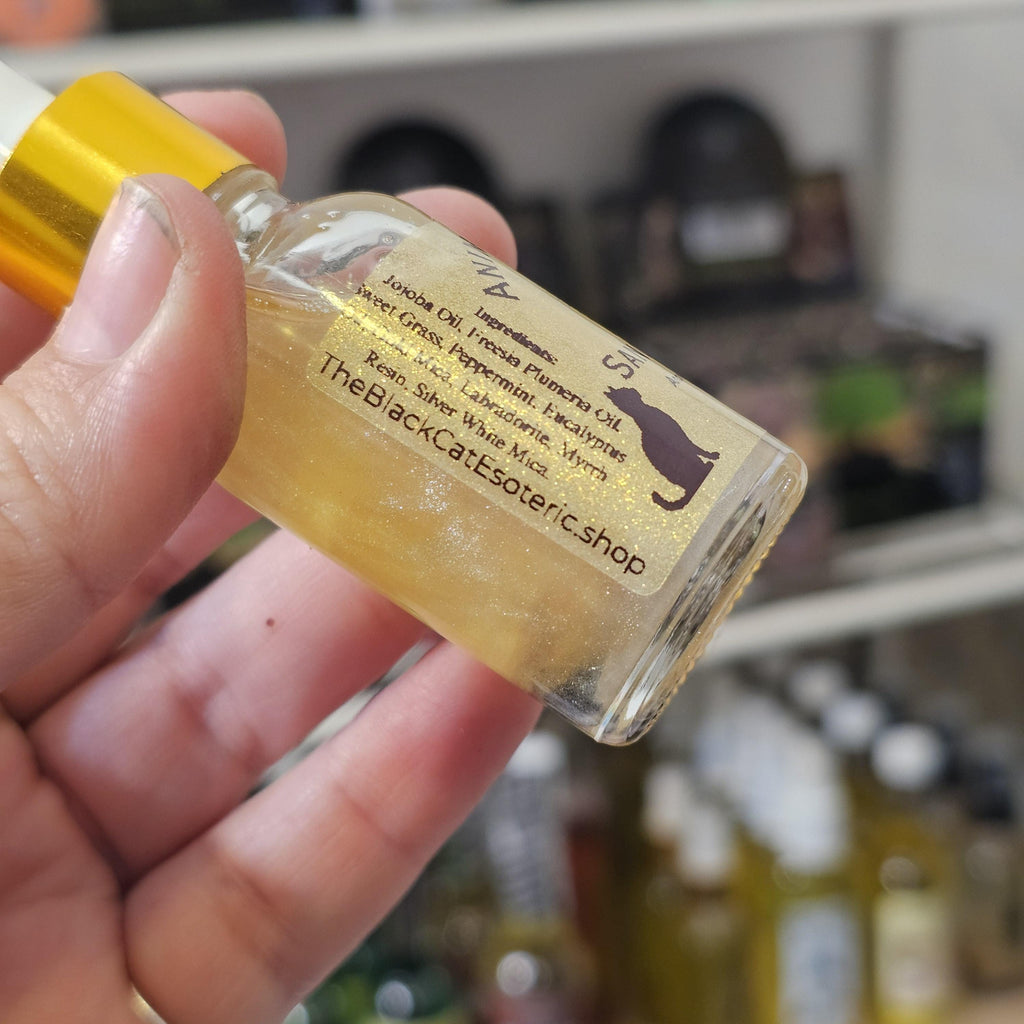 Ingredients:
Jojoba Oil, Freesia Plumeria Oil,
Sweet Grass, Peppermint, Eucalyptus
Mica, Labradorite, Myrrh
Resin, Silver White Mica
TheBlackCatEsoteric.shop